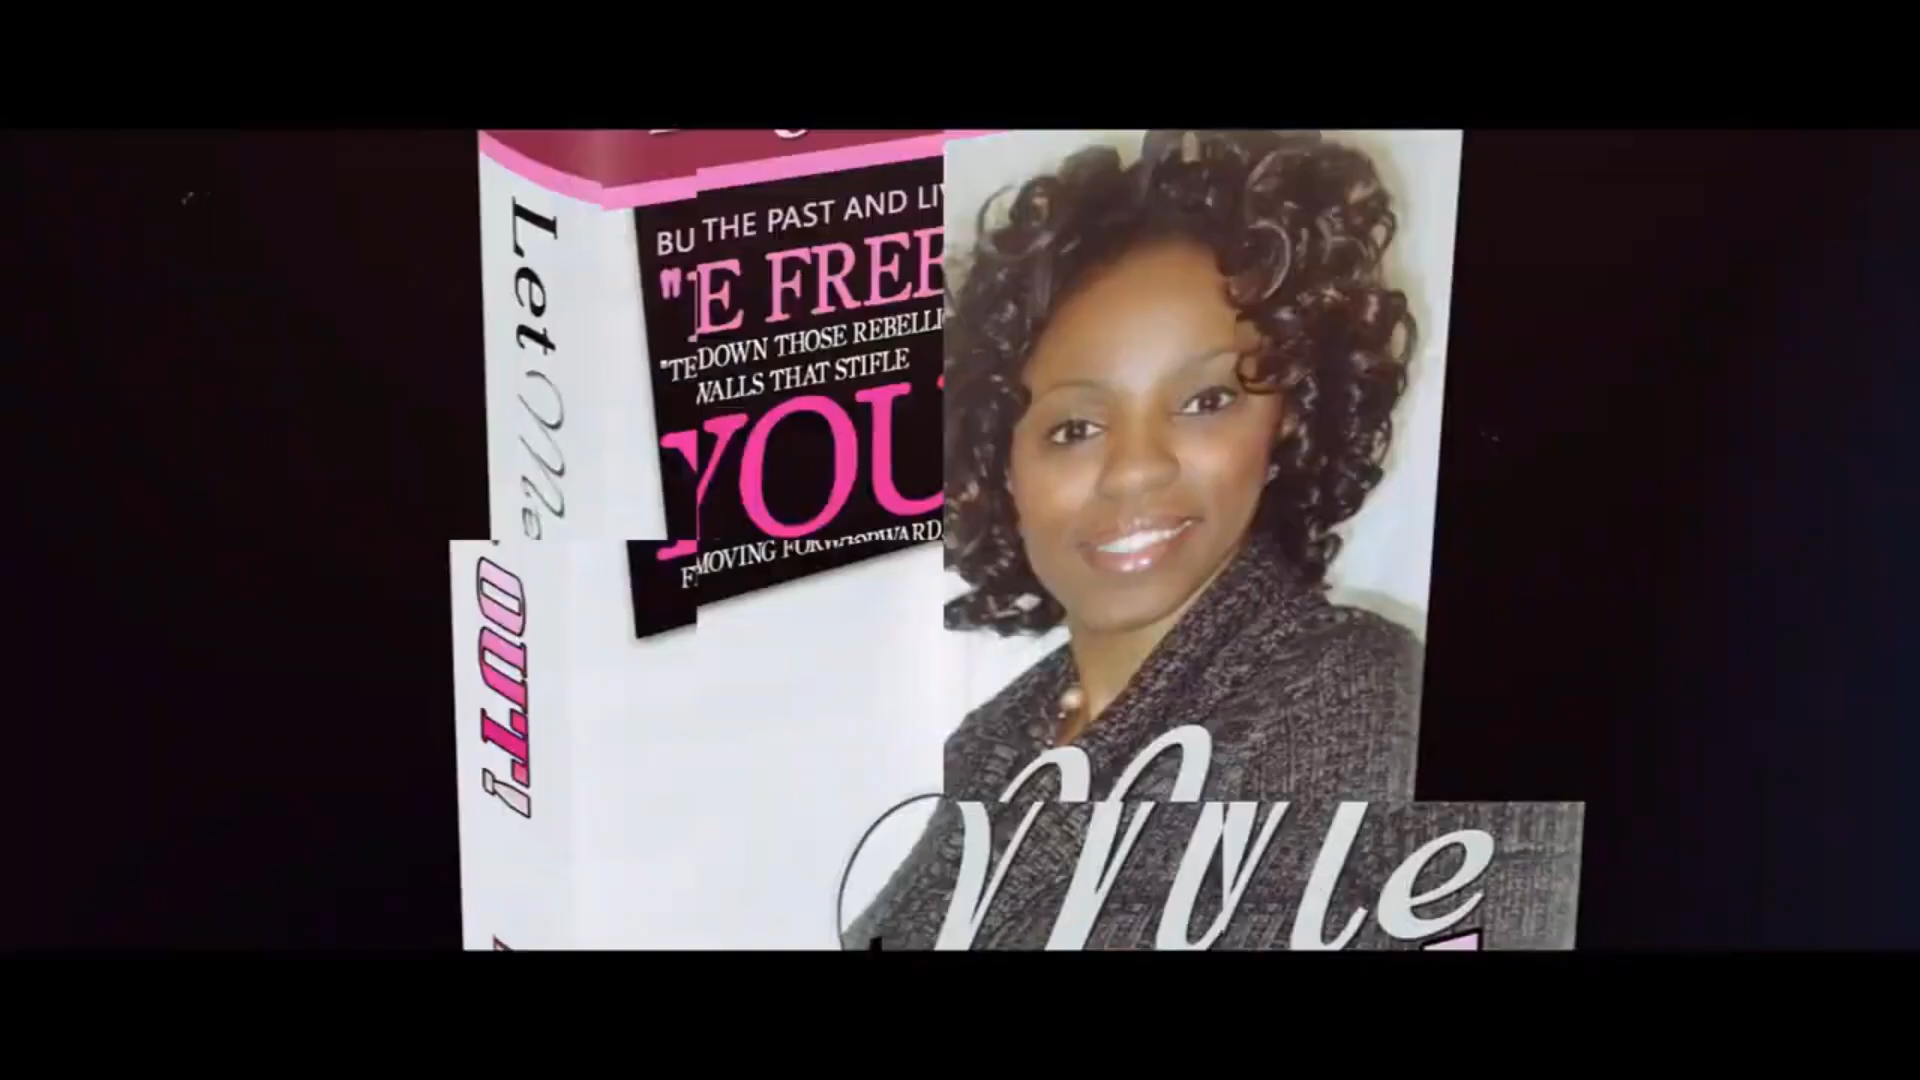 Let Me
OUT!
BU THE PAST AND LI
"E FREE
"TE DOWN THOSE REBELLI
WALLS THAT STIFLE
YOU
MOVING
Me